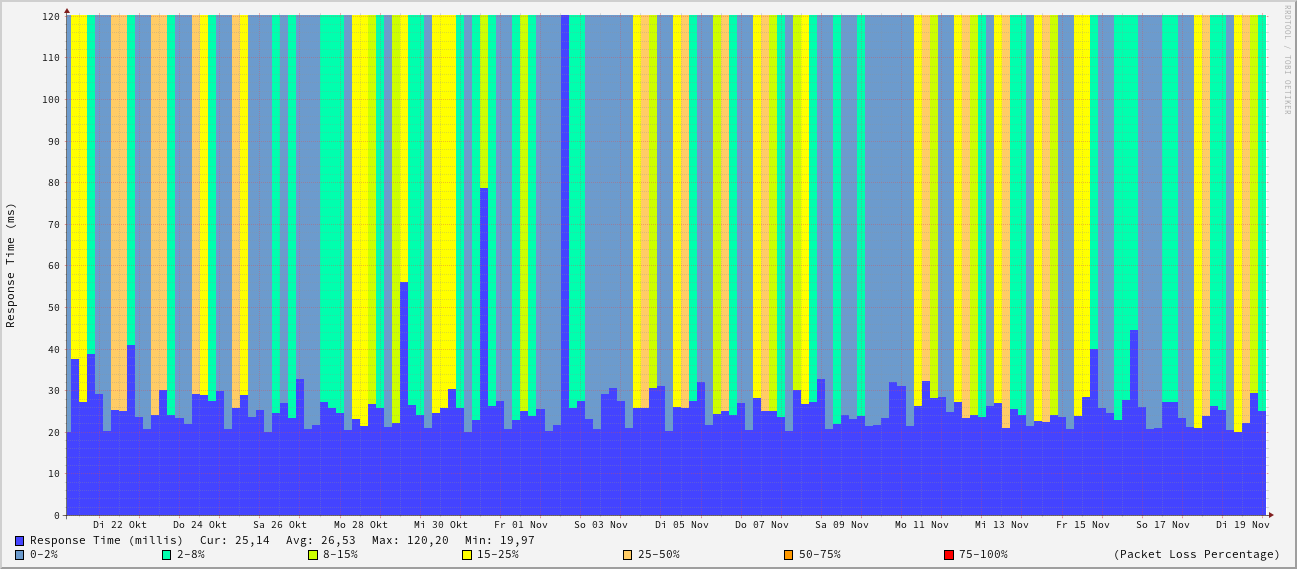 RRDTOOL / TOBI OETIKER
Response Time (ms)
120
110
100
90
80
70
60
50
40
30
20
10
0
Di 22 Okt Do 24 Okt Sa 26 Okt Mo 28 Okt Mi 30 Okt Fr 01 Nov So 03 Nov Di 05 Nov Do 07 Nov Sa 09 Nov Mo 11 Nov Mi 13 Nov Fr 15 Nov So 17 Nov Di 19 Nov
Response Time (millis) Cur: 25,14 Avg: 26,53 Max: 120,20 Min: 19,97
0-2% 2-8% 8-15% 15-25% 25-50% 50-75% 75-100% (Packet Loss Percentage)